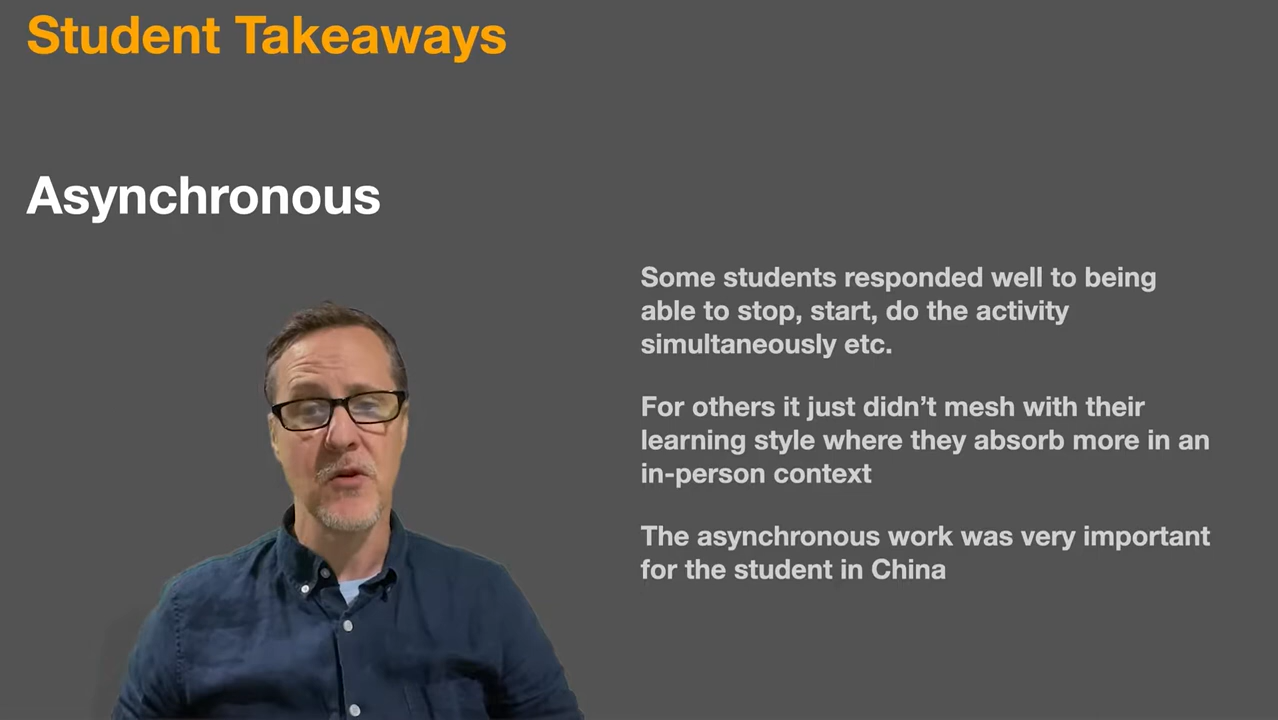 Student Takeaways
Asynchronous
Some students responded well to being
able to stop, start, do the activity
simultaneously etc.
For others it just didn’t mesh with their
learning style where they absorb more in an
in-person context
The asynchronous work was very important
for the student in China